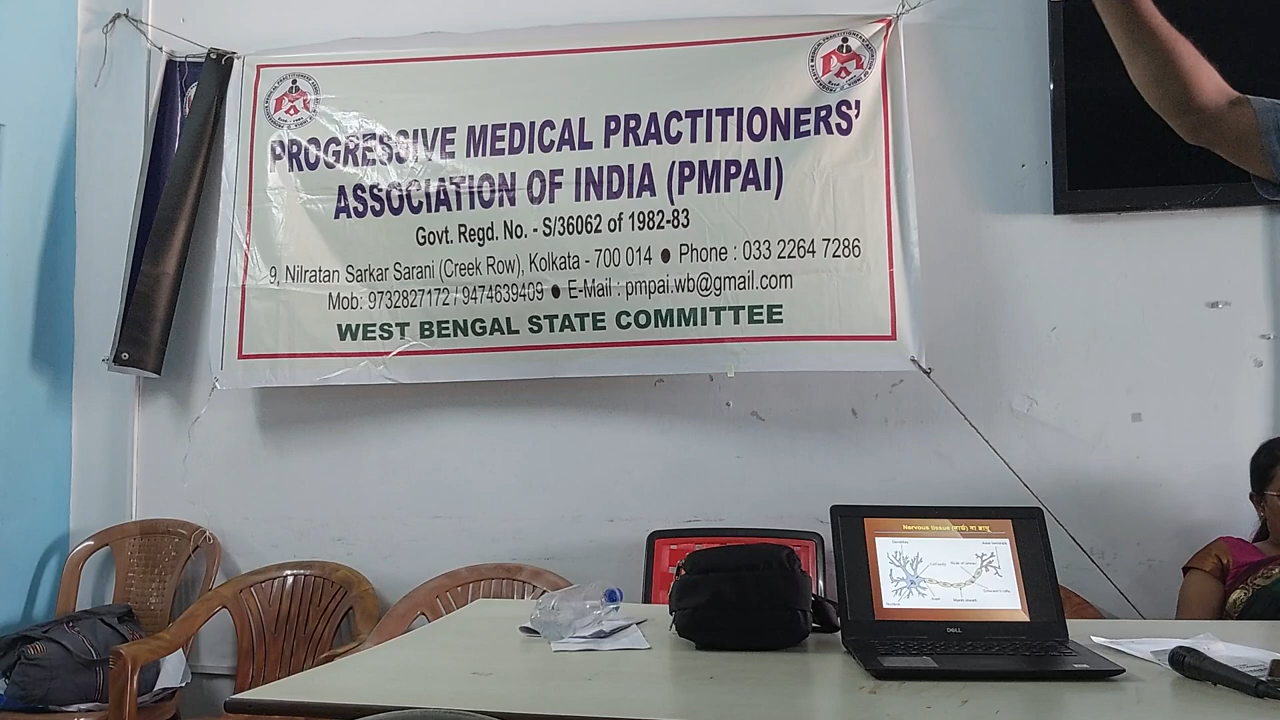 PROGRESSIVE MEDICAL PRACTITIONERS'
ASSOCIATION OF INDIA (PMPAI)
Govt. Regd. No. - S/36062 of 1982-83
9, Nilratan Sarkar Sarani (Creek Row), Kolkata - 700 014 ● Phone : 033 2264 7286
Mob: 9732827172 / 9474639409 ● E-Mail : pmpai.wb@gmail.com
WEST BENGAL STATE COMMITTEE
Nervous tissue (নার্ভ) বা স্নায়ু
DELL